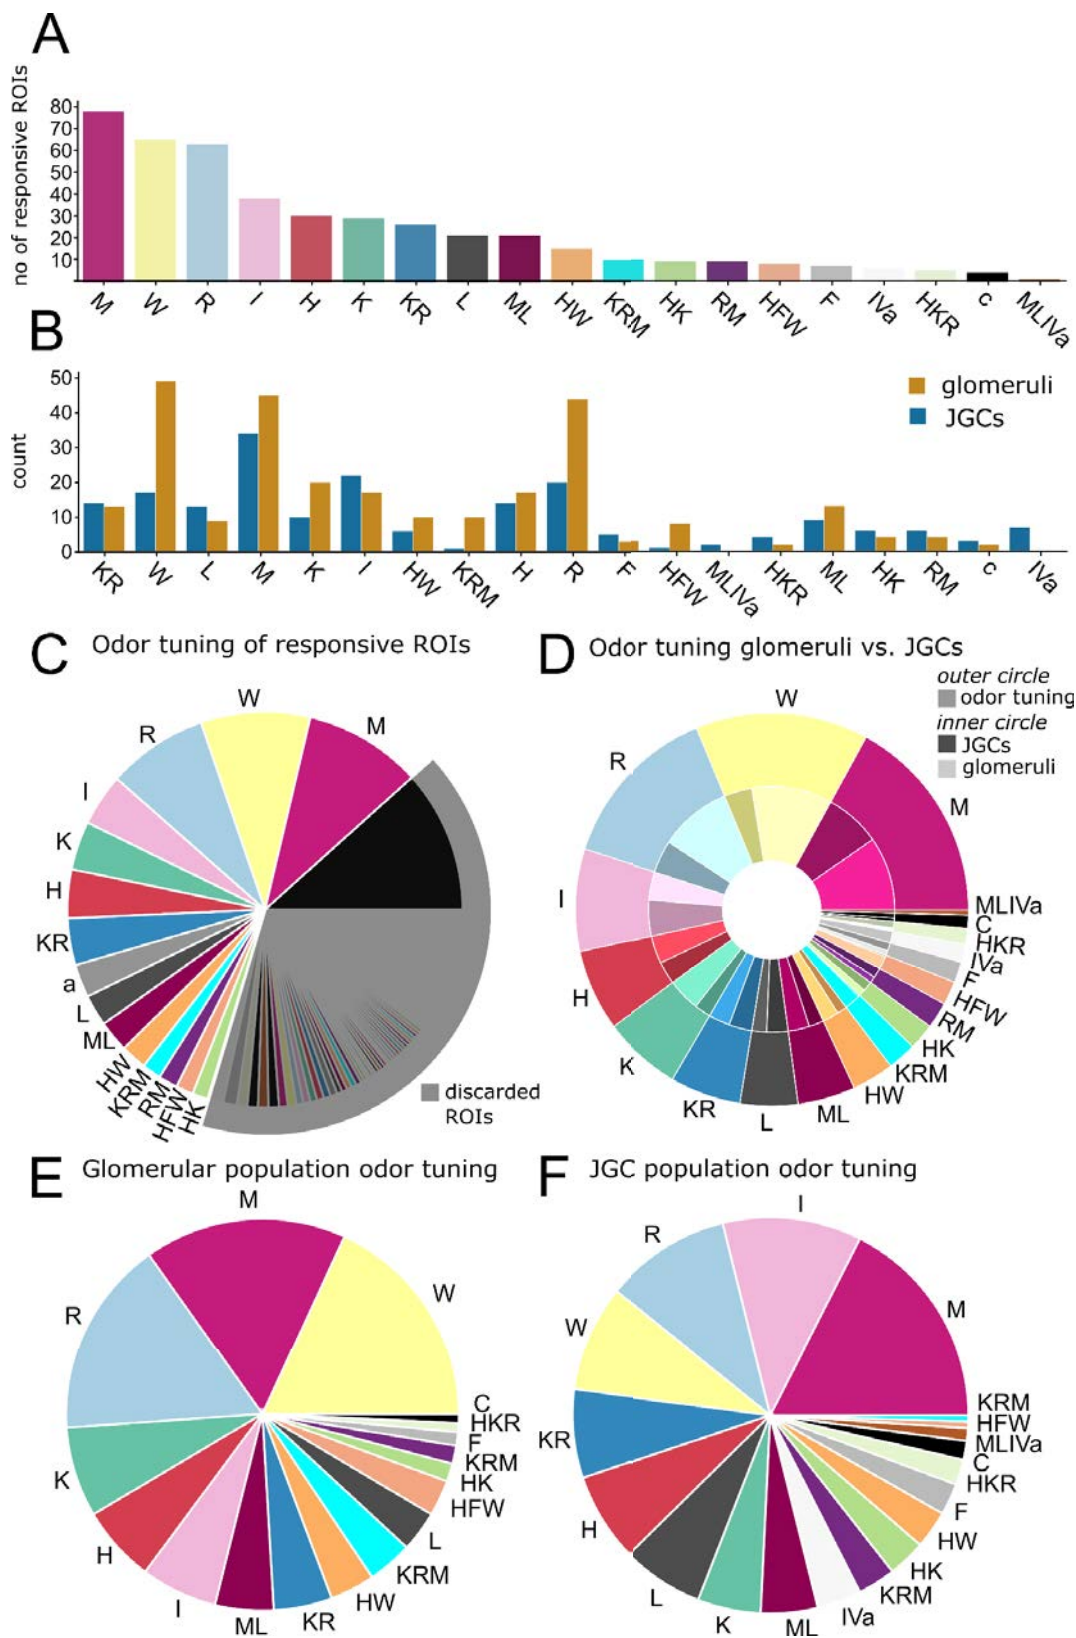 A
no of responsive ROIs
80
70
60
50
40
30
20
10
M W R I H K KR L ML HW KRM HK RM HFW F IVa HKR c MLIVa
B
count
50
40
30
20
10
0
glomeruli
JGCs
KR W L M K I HW KRM H R F HFW MLIVa HKR ML HK RM c IVa
C Odor tuning of responsive ROIs
W
M
R
I
K
H
KR
a
L
ML
HW
KRM
RM
HFW
HK
discarded
ROIs
D Odor tuning glomeruli vs. JGCs
outer circle
odor tuning
inner circle
JGCs
glomeruli
W
M
R
I
H
K
KR
L
ML
HW
KRM
HK
RM
HFW
F
IVa
HKR
C
MLIVa
E Glomerular population odor tuning
M
W
R
K
H
I
ML
KR
HW
KRM
L
HFW
HK
KRM
F
HKR
C
F JGC population odor tuning
I
M
R
W
KR
H
L
K
ML
IVa
KRM
HK
HW
F
HKR
C
MLIVa
HFW
KRM